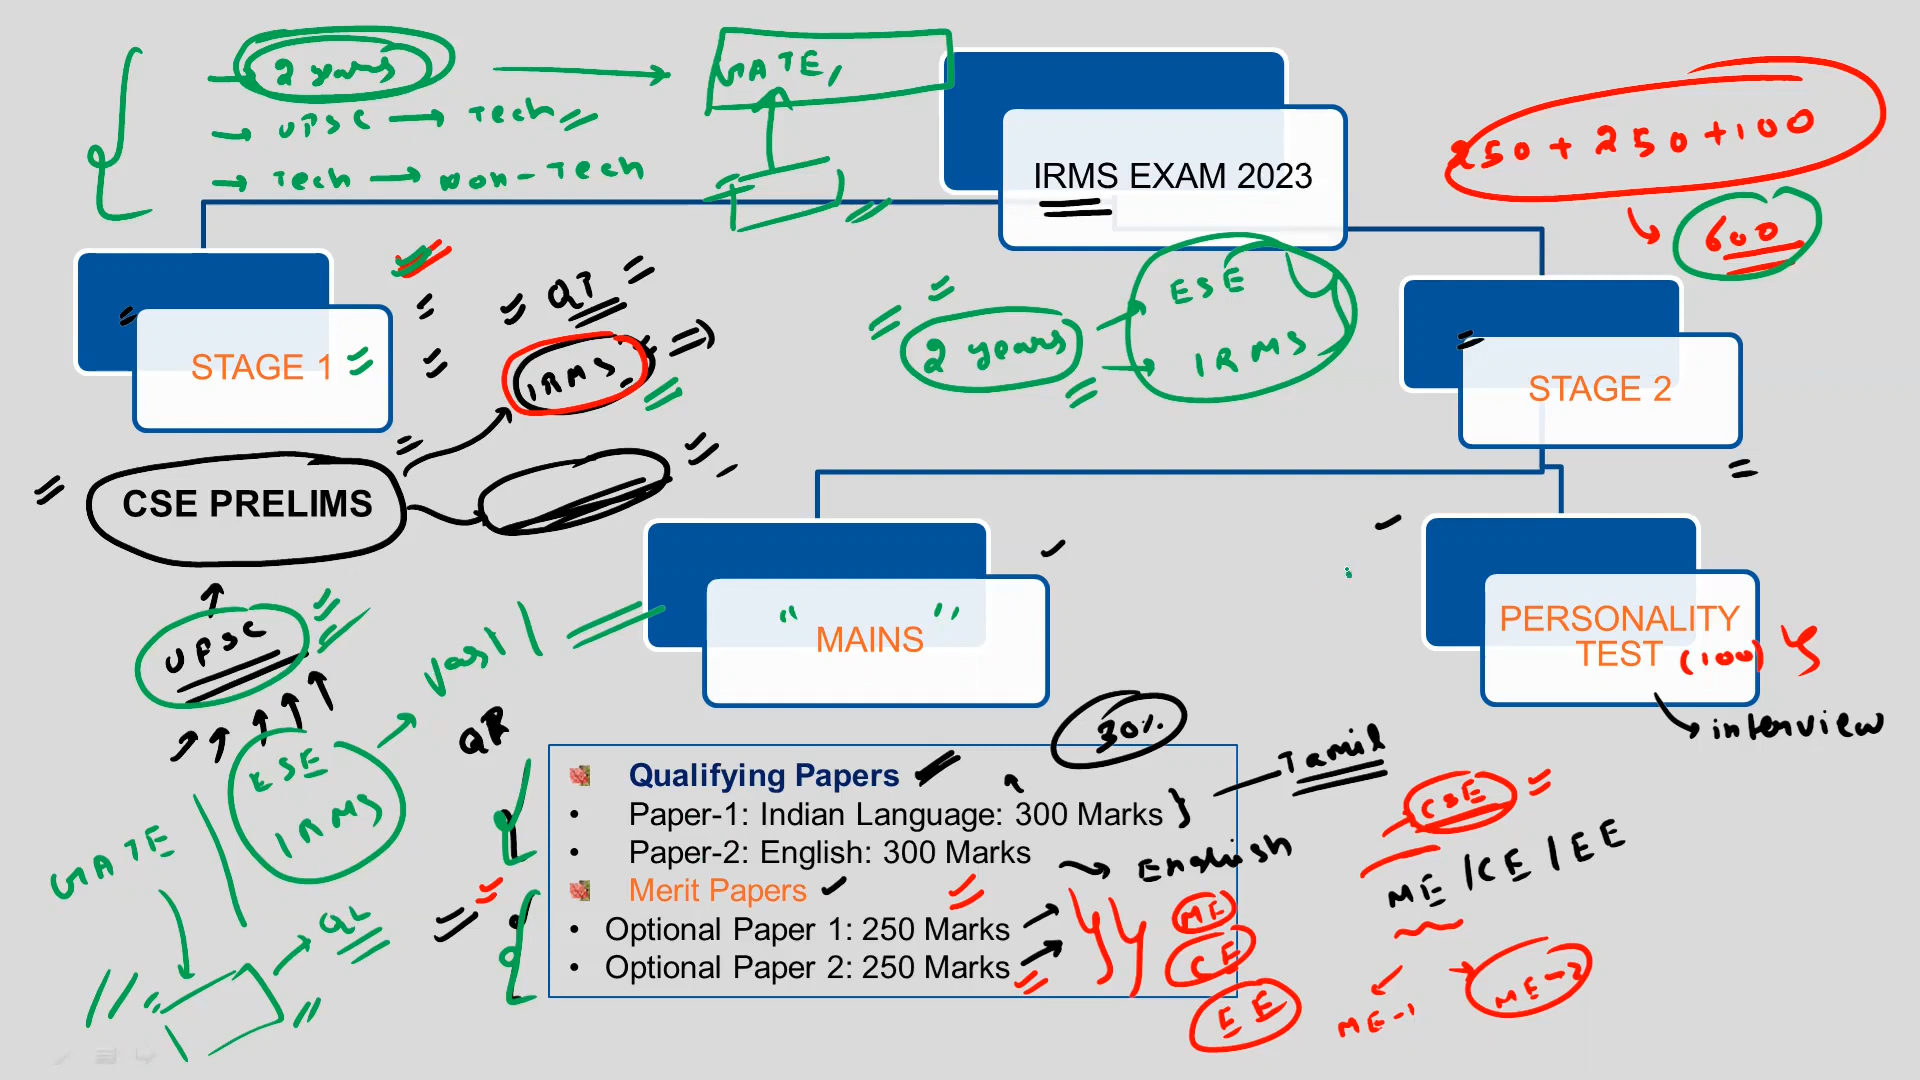 2 years
GATE,
UPSC → Tech
Tech → Non-Tech
IRMS EXAM 2023
250 + 250 + 100
600
STAGE 1
QT
IRMS
2 years
ESE
IRMS
STAGE 2
CSE PRELIMS
UPSC
MAINS
PERSONALITY
TEST (100)
interview
QR
30%
Tamil
Qualifying Papers
• Paper-1: Indian Language: 300 Marks
• Paper-2: English: 300 Marks
English
Merit Papers
• Optional Paper 1: 250 Marks
• Optional Paper 2: 250 Marks
ME
CE
EE
CSE
ME / CE / EE
ME-1
ME-2
ESE
IRMS
GATE